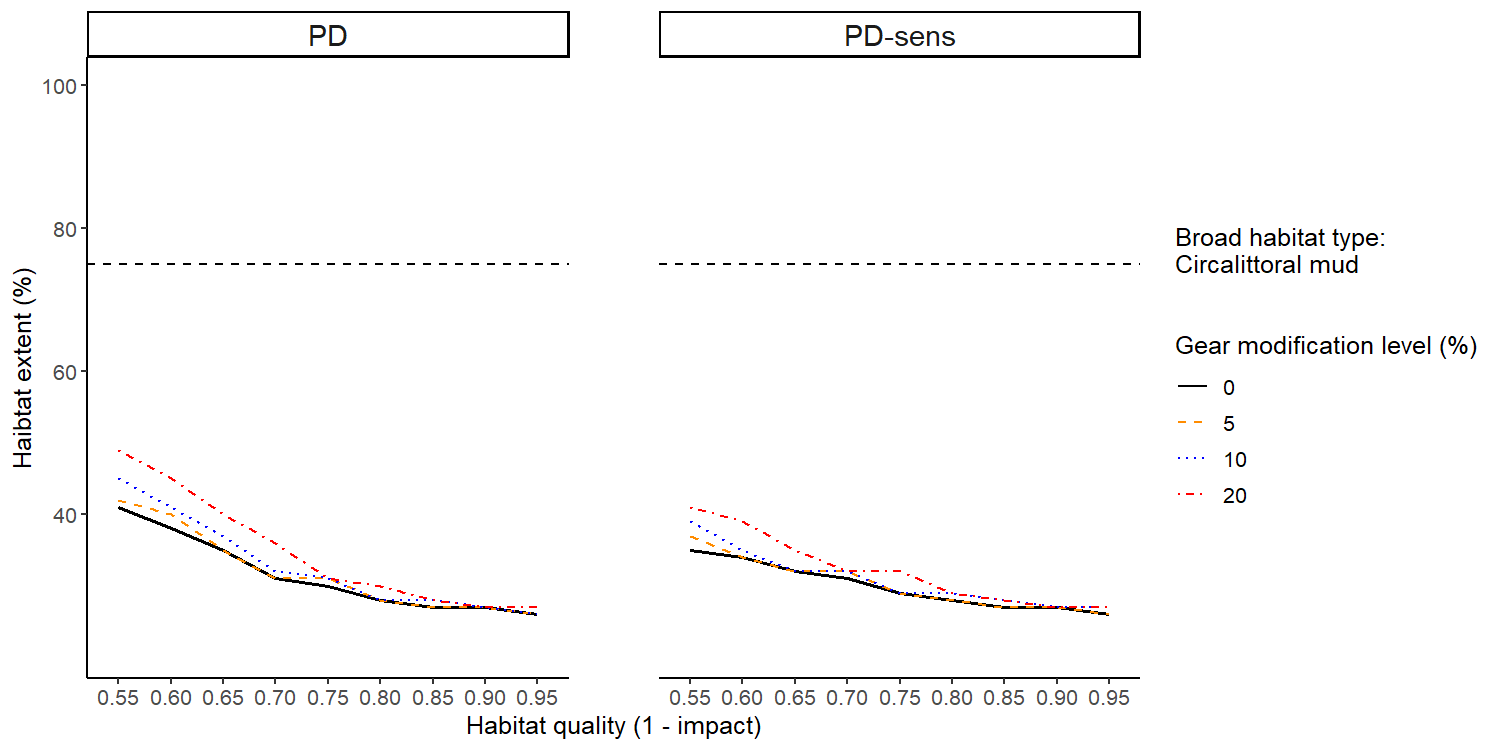 PD
PD-sens
100
80
60
40
Haibtat extent (%)
0.55 0.60 0.65 0.70 0.75 0.80 0.85 0.90 0.95
0.55 0.60 0.65 0.70 0.75 0.80 0.85 0.90 0.95
Habitat quality (1 - impact)
Broad habitat type:
Circalittoral mud
Gear modification level (%)
0
5
10
20